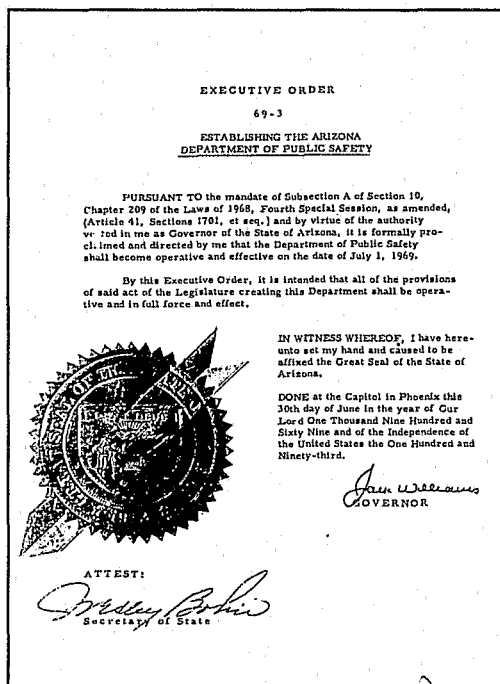 EXECUTIVE ORDER
69-3
ESTABLISHING THE ARIZONA
DEPARTMENT OF PUBLIC SAFETY
PURSUANT TO the mandate of Subsection A of Section 10,
Chapter 209 of the Laws of 1968, Fourth Special Session, as amended,
(Article 41, Sections 1701, et seq.) and by virtue of the authority
ve ted in me as Governor of the State of Arizona, it is formally pro-
claimed and directed by me that the Department of Public Safety
shall become operative and effective on the date of July 1, 1969.
By this Executive Order, it is intended that all of the provisions
of said act of the Legislature creating this Department shall be opera-
tive and in full force and effect.
IN WITNESS WHEREOF, I have here-
unto set my hand and caused to be
affixed the Great Seal of the State of
Arizona.
DONE at the Capitol in Phoenix this
30th day of June in the year of Our
Lord One Thousand Nine Hundred and
Sixty Nine and of the Independence of
the United States the One Hundred and
Ninety-third.
Jack Williams
GOVERNOR
ATTEST:
Wesley Bolin
Secretary of State